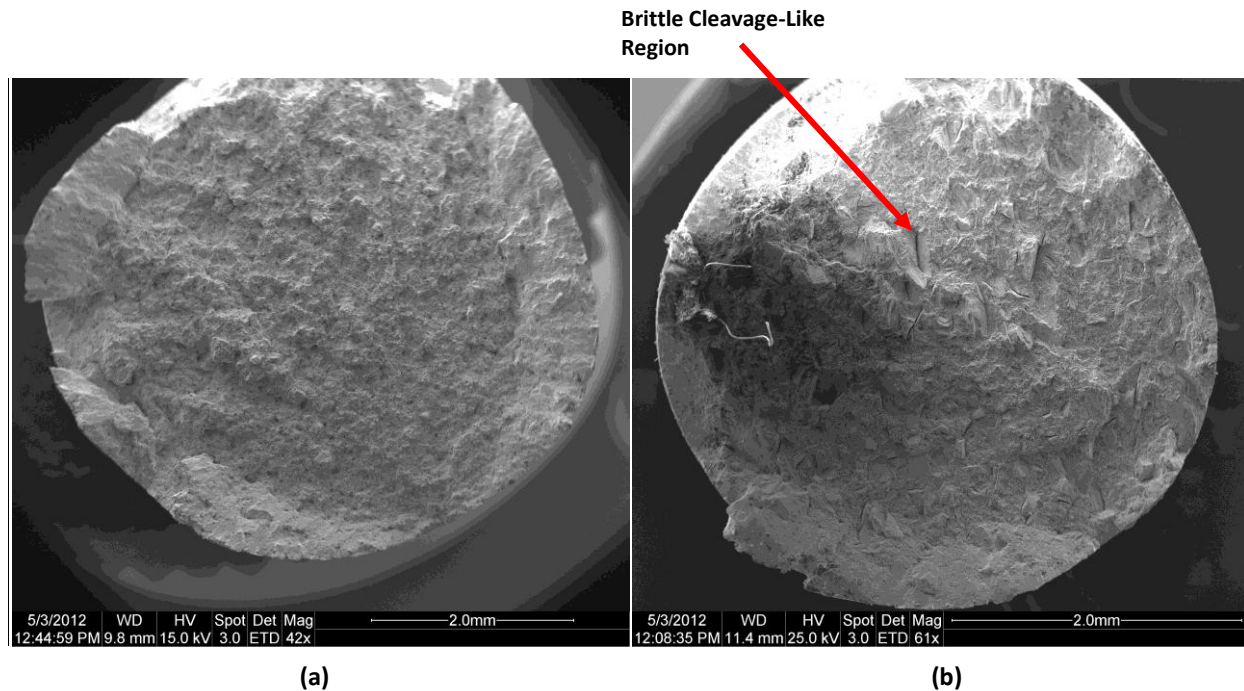 Brittle Cleavage-Like
Region
5/3/2012 WD HV Spot Det Mag 2.0mm
12:44:59 PM 9.8 mm 15.0 kV 3.0 ETD 42x
5/3/2012 WD HV Spot Det Mag 2.0mm
12:08:35 PM 11.4 mm 25.0 kV 3.0 ETD 61x
(a)
(b)